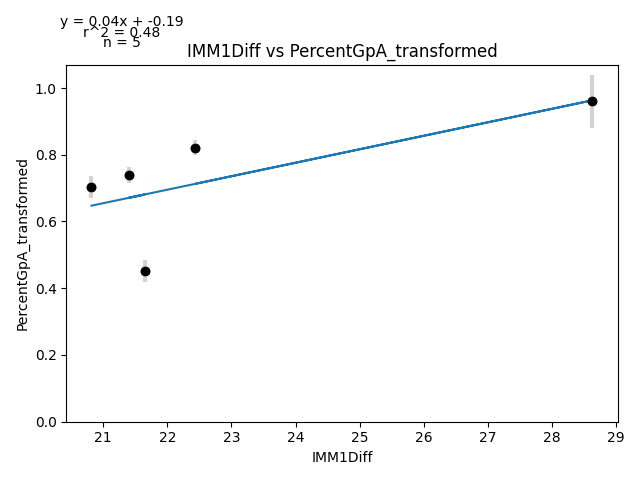 y = 0.04x + -0.19
r^2 = 0.48
n = 5
IMM1Diff vs PercentGpA_transformed
PercentGpA_transformed
1.0
0.8
0.6
0.4
0.2
0.0
21 22 23 24 25 26 27 28 29
IMM1Diff